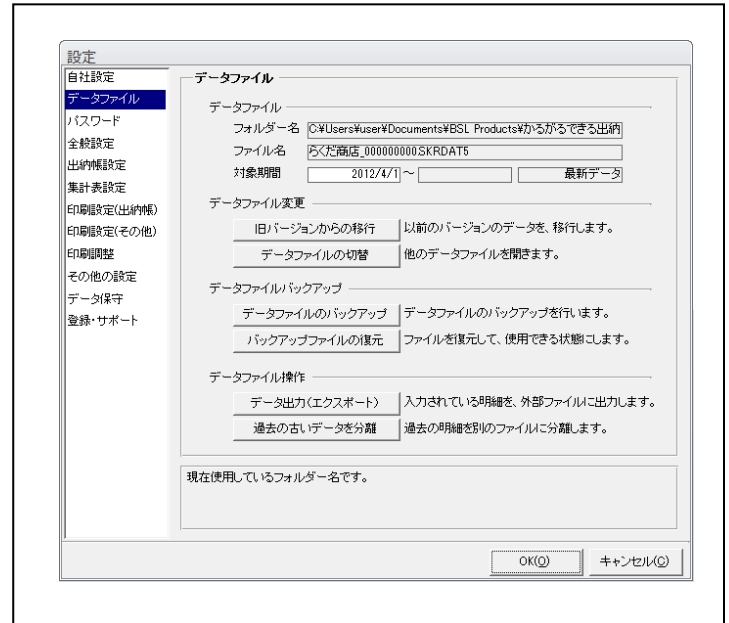 設定
自社設定
データファイル
パスワード
全般設定
出納帳設定
集計表設定
印刷設定(出納帳)
印刷設定(その他)
印刷調整
その他の設定
データ保守
登録・サポート
データファイル
データファイル
フォルダー名 C:¥Users¥user¥Documents¥BSL Products¥かるがるできる出納
ファイル名 らくだ商店_000000000.SKRDAT5
対象期間 2012/4/1 ～ 最新データ
データファイル変更
旧バージョンからの移行 以前のバージョンのデータを、移行します。
データファイルの切替 他のデータファイルを開きます。
データファイルバックアップ
データファイルのバックアップ データファイルのバックアップを行います。
バックアップファイルの復元 ファイルを復元して、使用できる状態にします。
データファイル操作
データ出力(エクスポート) 入力されている明細を、外部ファイルに出力します。
過去の古いデータを分離 過去の明細を別のファイルに分離します。
現在使用しているフォルダー名です。
OK(O) キャンセル(C)